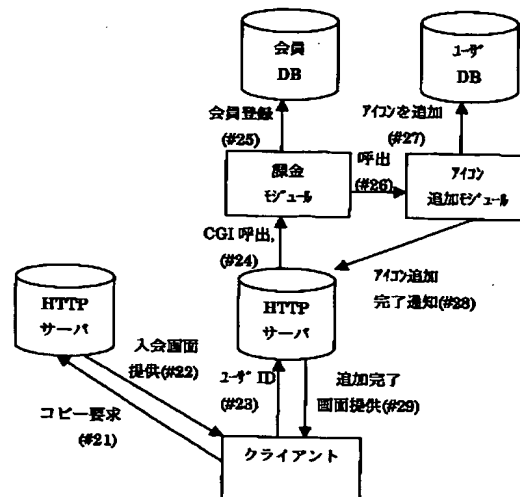 会員
DB
ユーザ
DB
会員登録
(#25)
アイコンを追加
(#27)
課金
モジュール
呼出
(#26)
アイコン
追加モジュール
CGI 呼出,
(#24)
HTTP
サーバ
HTTP
サーバ
アイコン追加
完了通知(#28)
入会画面
提供(#22)
ユーザ ID
(#23)
追加完了
画面提供(#29)
コピー要求
(#21)
クライアント